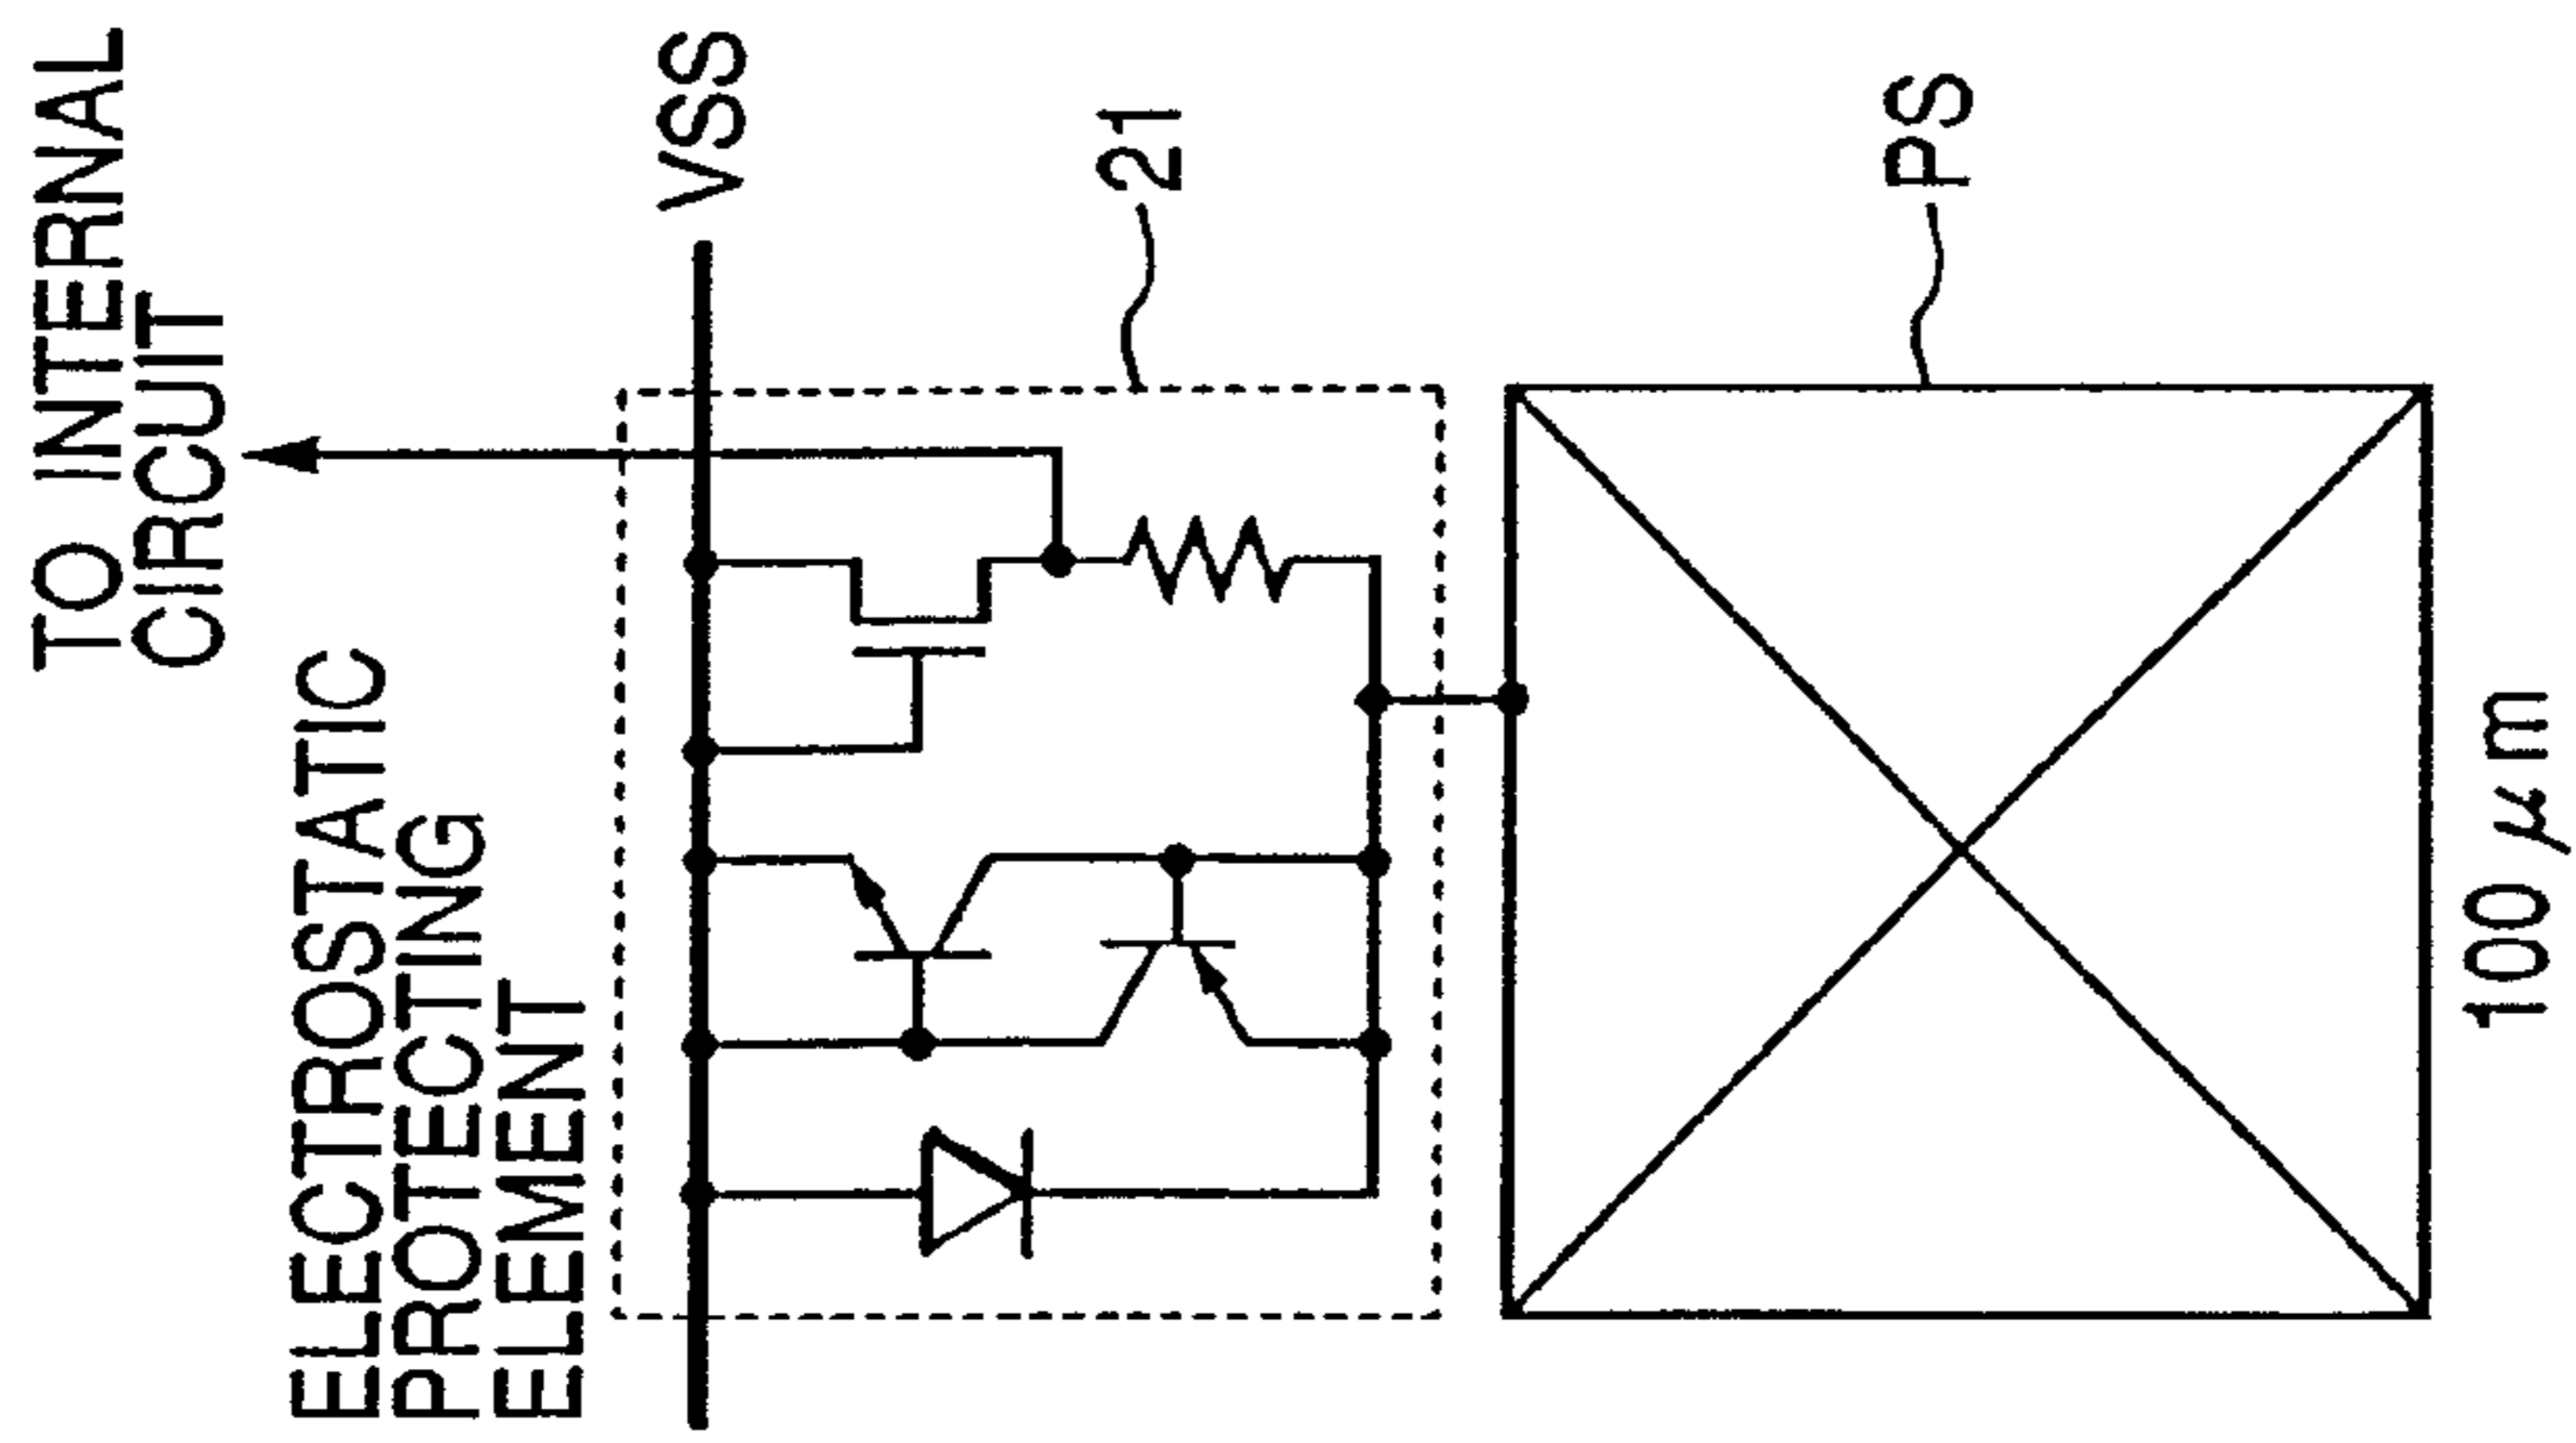 TO INTERNAL
CIRCUIT
ELECTROSTATIC
PROTECTING
ELEMENT
VSS
21
PS
100 μm